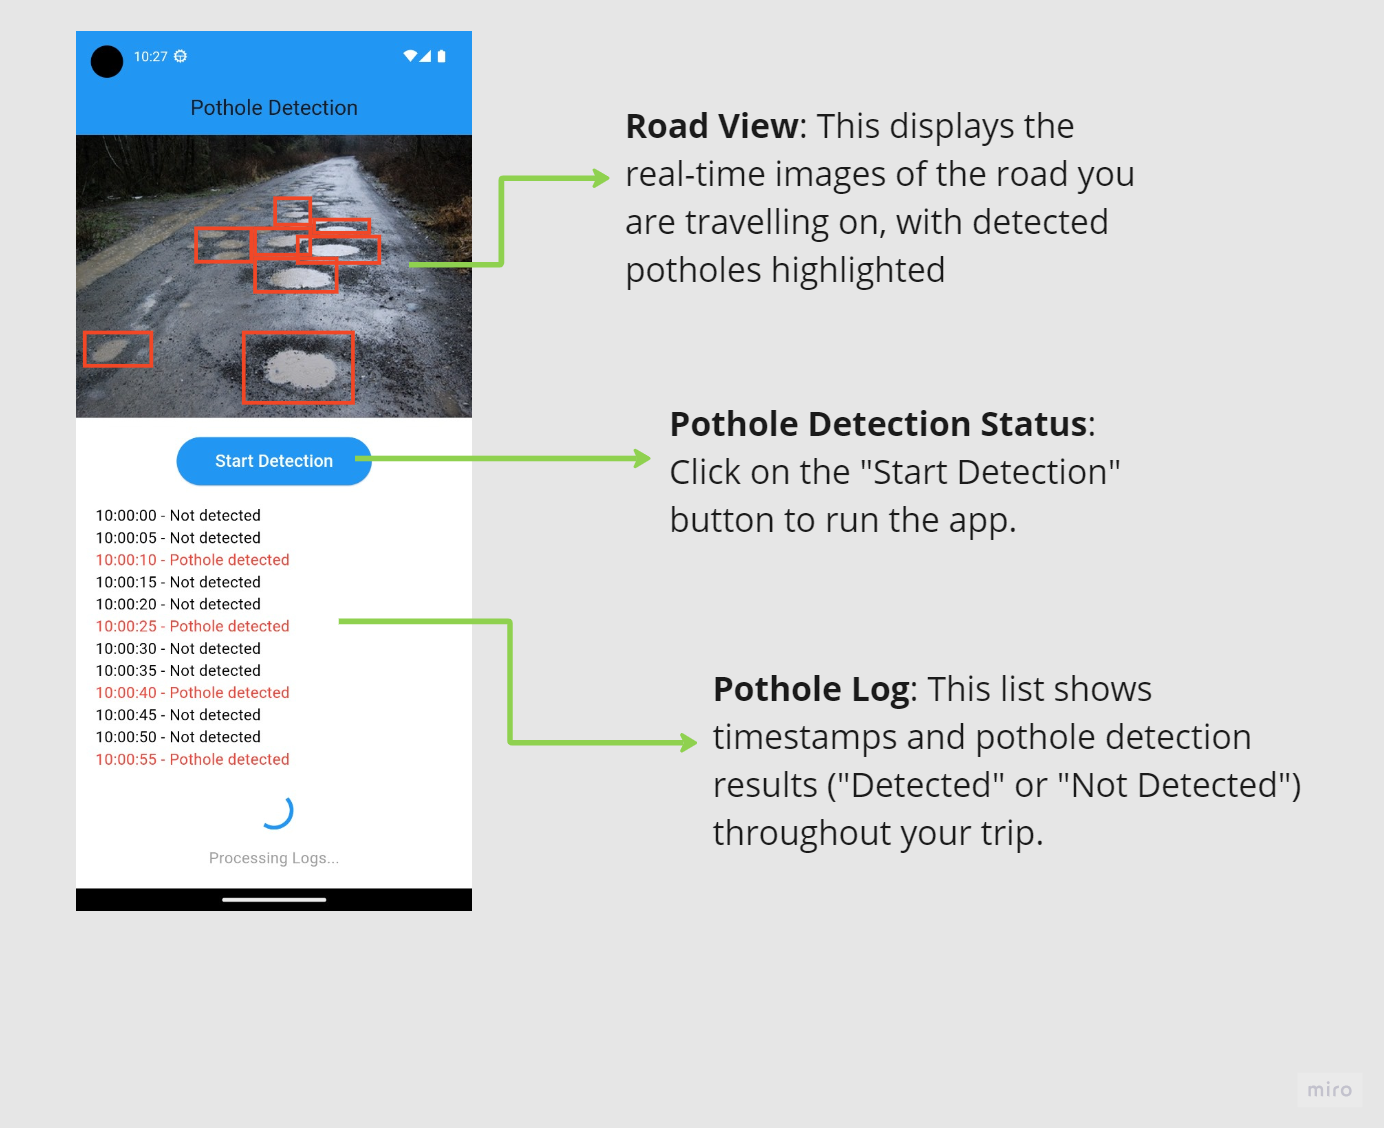 10:27
Pothole Detection
Start Detection
10:00:00 - Not detected
10:00:05 - Not detected
10:00:10 - Pothole detected
10:00:15 - Not detected
10:00:20 - Not detected
10:00:25 - Pothole detected
10:00:30 - Not detected
10:00:35 - Not detected
10:00:40 - Pothole detected
10:00:45 - Not detected
10:00:50 - Not detected
10:00:55 - Pothole detected
Processing Logs...
Road View: This displays the
real-time images of the road you
are travelling on, with detected
potholes highlighted
Pothole Detection Status:
Click on the "Start Detection"
button to run the app.
Pothole Log: This list shows
timestamps and pothole detection
results ("Detected" or "Not Detected")
throughout your trip.
miro